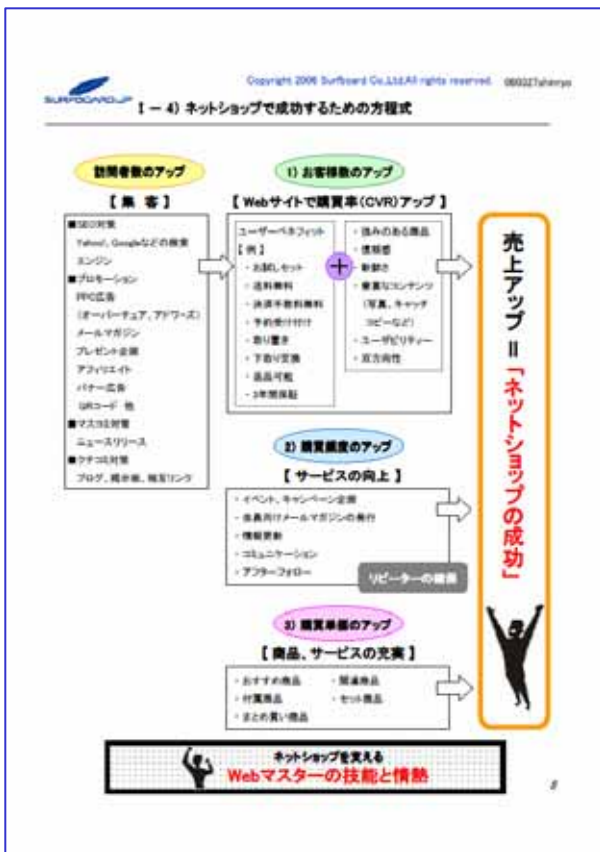 Copyright 2006 Surfboard Co.,Ltd.All rights reserved.
SURFBOARD.JP
Ⅰ－4）ネットショップで成功するための方程式
訪問者数のアップ
【 集 客 】
■SEO対策
Yahoo!、Googleなどの検索
エンジン
■プロモーション
PPC広告
（オーバーチュア、アドワーズ）
メールマガジン
プレゼント企画
アフィリエイト
バナー広告
QRコード 他
■マスコミ対策
ニュースリリース
■クチコミ対策
ブログ、掲示板、相互リンク
1）お客様数のアップ
【 Webサイトで購買率（CVR）アップ 】
ユーザーベネフィット
【 例 】
・お試しセット
・送料無料
・決済手数料無料
・予約受け付け
・取り置き
・下取り交換
・返品可能
・3年間保証
＋
・強みのある商品
・信頼感
・新鮮さ
・豊富なコンテンツ
（写真、キャッチ
コピーなど）
・ユーザビリティー
・双方向性
2）購買頻度のアップ
【 サービスの向上 】
・イベント、キャンペーン企画
・会員向けメールマガジンの発行
・情報更新
・コミュニケーション
・アフターフォロー
リピーターの
3）購買単価のアップ
【 商品、サービスの充実 】
・おすすめ商品
・付属商品
・まとめ買い商品
・関連商品
・セット商品
売上アップ＝「ネットショップの成功」
ネットショップを支える
Webマスターの技能と情熱
8